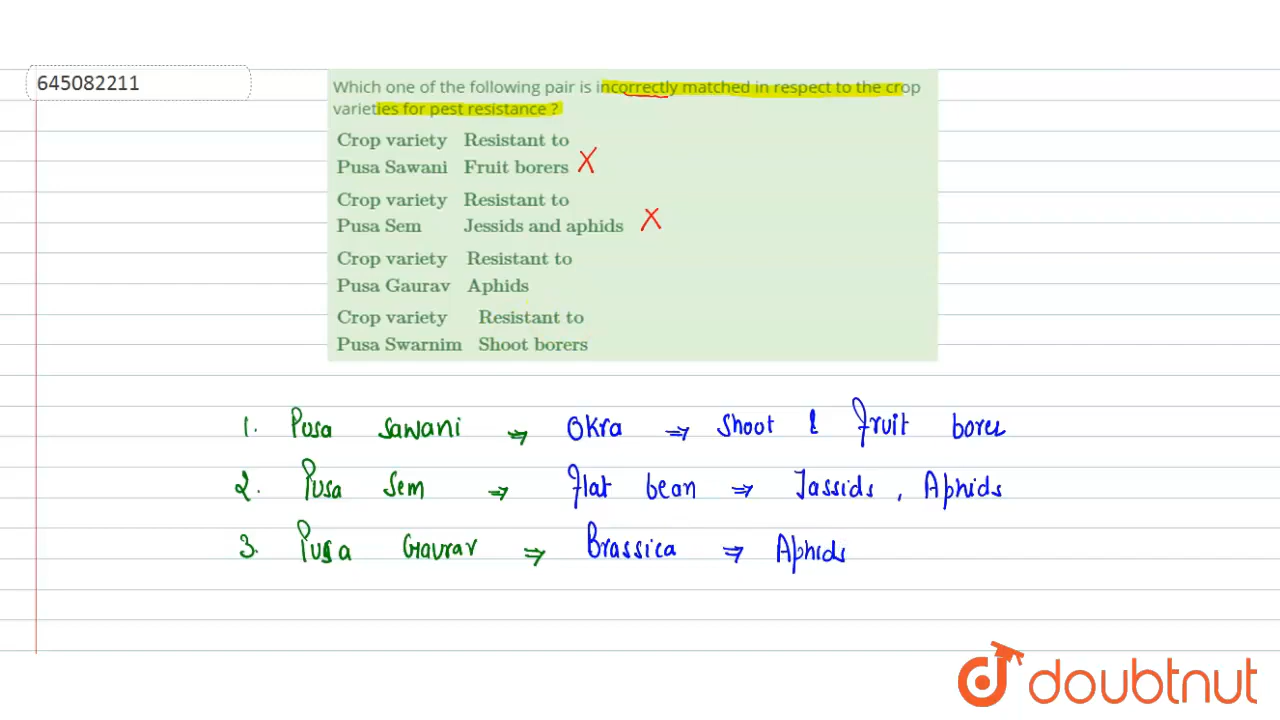 645082211
Which one of the following pair is incorrectly matched in respect to the crop
varieties for pest resistance ?
Crop variety Resistant to
Pusa Sawani Fruit borers X
Crop variety Resistant to
Pusa Sem Jessids and aphids X
Crop variety Resistant to
Pusa Gaurav Aphids
Crop variety Resistant to
Pusa Swarnim Shoot borers
1. Pusa Sawani ⇒ Okra ⇒ Shoot & Fruit borer
2. Pusa Sem ⇒ Flat bean ⇒ Jassids , Aphids
3. Pusa Gaurav ⇒ Brassica ⇒ Aphids
doubtnut